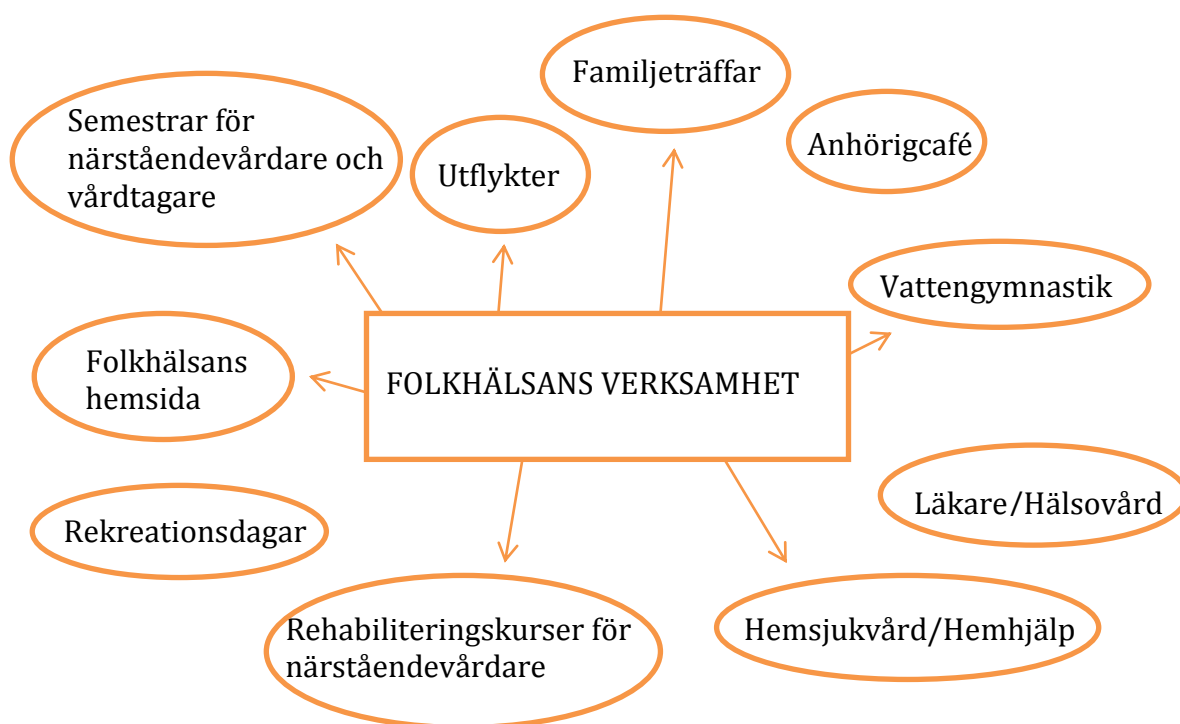 Familjeträffar
Semestrar för
närståendevårdare och
vårdtagare
Utflykter
Anhörigcafé
Vattengymnastik
Folkhälsans
hemsida
FOLKHÄLSANS VERKSAMHET
Läkare/Hälsovård
Rekreationsdagar
Rehabiliteringskurser för
närståendevårdare
Hemsjukvård/Hemhjälp